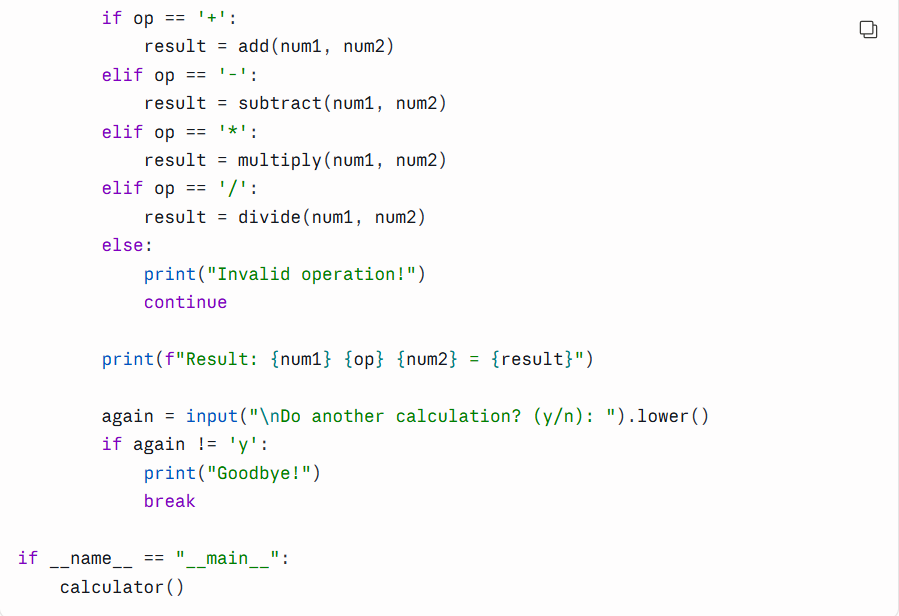 if op == '+':
result = add(num1, num2)
elif op == '-':
result = subtract(num1, num2)
elif op == '*':
result = multiply(num1, num2)
elif op == '/':
result = divide(num1, num2)
else:
print("Invalid operation!")
continue
print(f"Result: {num1} {op} {num2} = {result}")
again = input("\nDo another calculation? (y/n): ").lower()
if again != 'y':
print("Goodbye!")
break
if __name__ == "__main__":
calculator()